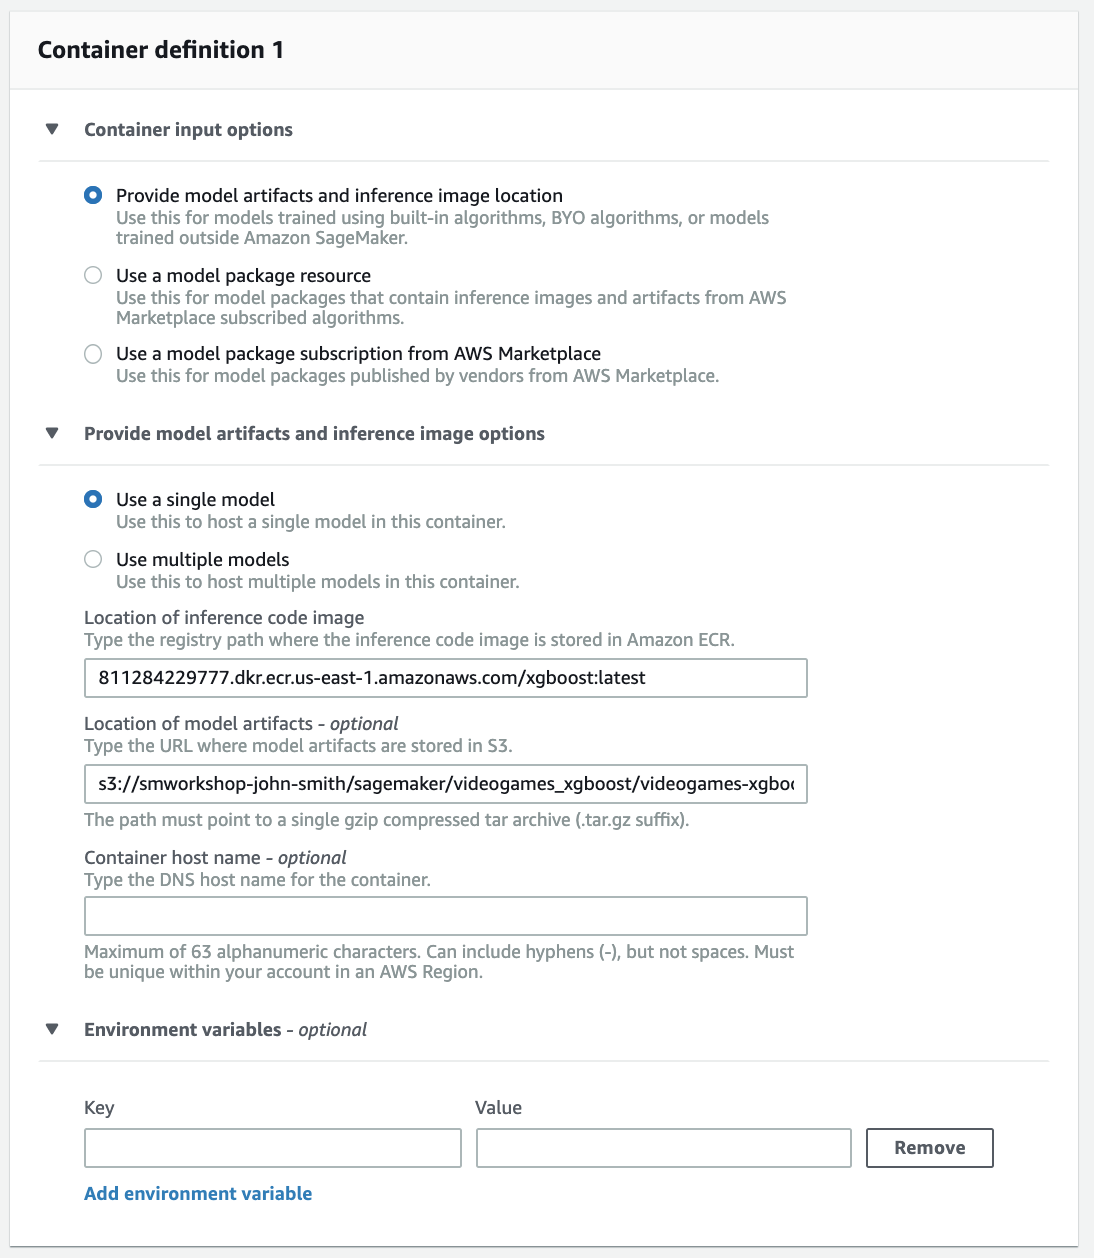 Container definition 1
Container input options
Provide model artifacts and inference image location
Use this for models trained using built-in algorithms, BYO algorithms, or models
trained outside Amazon SageMaker.
Use a model package resource
Use this for model packages that contain inference images and artifacts from AWS
Marketplace subscribed algorithms.
Use a model package subscription from AWS Marketplace
Use this for model packages published by vendors from AWS Marketplace.
Provide model artifacts and inference image options
Use a single model
Use this to host a single model in this container.
Use multiple models
Use this to host multiple models in this container.
Location of inference code image
Type the registry path where the inference code image is stored in Amazon ECR.
811284229777.dkr.ecr.us-east-1.amazonaws.com/xgboost:latest
Location of model artifacts - optional
Type the URL where model artifacts are stored in S3.
s3://smworkshop-john-smith/sagemaker/videogames_xgboost/videogames-xgboo
The path must point to a single gzip compressed tar archive (.tar.gz suffix).
Container host name - optional
Type the DNS host name for the container.
Maximum of 63 alphanumeric characters. Can include hyphens (-), but not spaces. Must
be unique within your account in an AWS Region.
Environment variables - optional
Key Value
Remove
Add environment variable